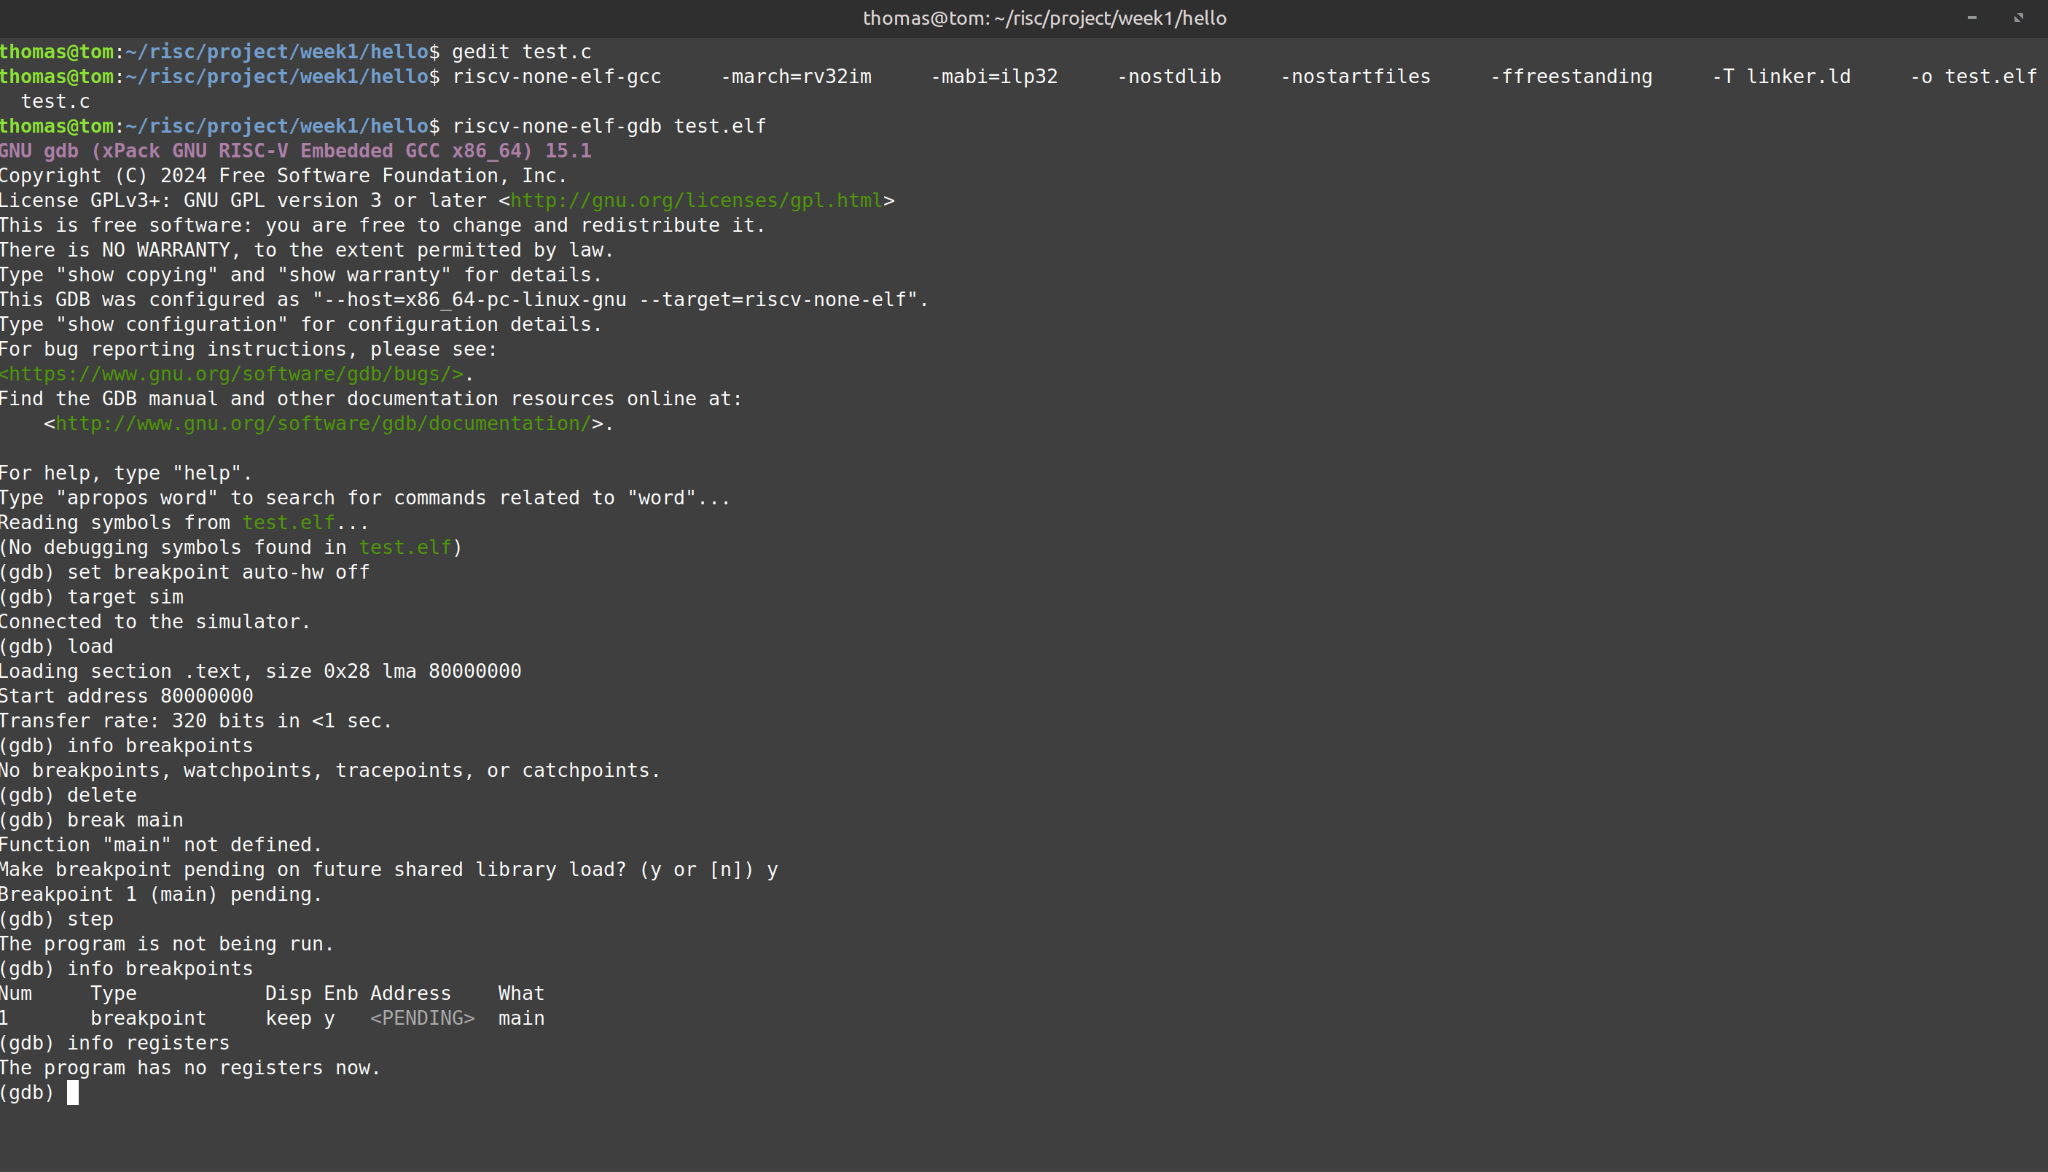 thomas@tom: ~/risc/project/week1/hello
thomas@tom:~/risc/project/week1/hello$ gedit test.c
thomas@tom:~/risc/project/week1/hello$ riscv-none-elf-gcc     -march=rv32im     -mabi=ilp32     -nostdlib     -nostartfiles     -ffreestanding     -T linker.ld     -o test.elf
  test.c
thomas@tom:~/risc/project/week1/hello$ riscv-none-elf-gdb test.elf
GNU gdb (xPack GNU RISC-V Embedded GCC x86_64) 15.1
Copyright (C) 2024 Free Software Foundation, Inc.
License GPLv3+: GNU GPL version 3 or later <http://gnu.org/licenses/gpl.html>
This is free software: you are free to change and redistribute it.
There is NO WARRANTY, to the extent permitted by law.
Type "show copying" and "show warranty" for details.
This GDB was configured as "--host=x86_64-pc-linux-gnu --target=riscv-none-elf".
Type "show configuration" for configuration details.
For bug reporting instructions, please see:
<https://www.gnu.org/software/gdb/bugs/>.
Find the GDB manual and other documentation resources online at:
    <http://www.gnu.org/software/gdb/documentation/>.
For help, type "help".
Type "apropos word" to search for commands related to "word"...
Reading symbols from test.elf...
(No debugging symbols found in test.elf)
(gdb) set breakpoint auto-hw off
(gdb) target sim
Connected to the simulator.
(gdb) load
Loading section .text, size 0x28 lma 80000000
Start address 80000000
Transfer rate: 320 bits in <1 sec.
(gdb) info breakpoints
No breakpoints, watchpoints, tracepoints, or catchpoints.
(gdb) delete
(gdb) break main
Function "main" not defined.
Make breakpoint pending on future shared library load? (y or [n]) y
Breakpoint 1 (main) pending.
(gdb) step
The program is not being run.
(gdb) info breakpoints
Num     Type           Disp Enb Address    What
1       breakpoint     keep y   <PENDING>  main
(gdb) info registers
The program has no registers now.
(gdb)